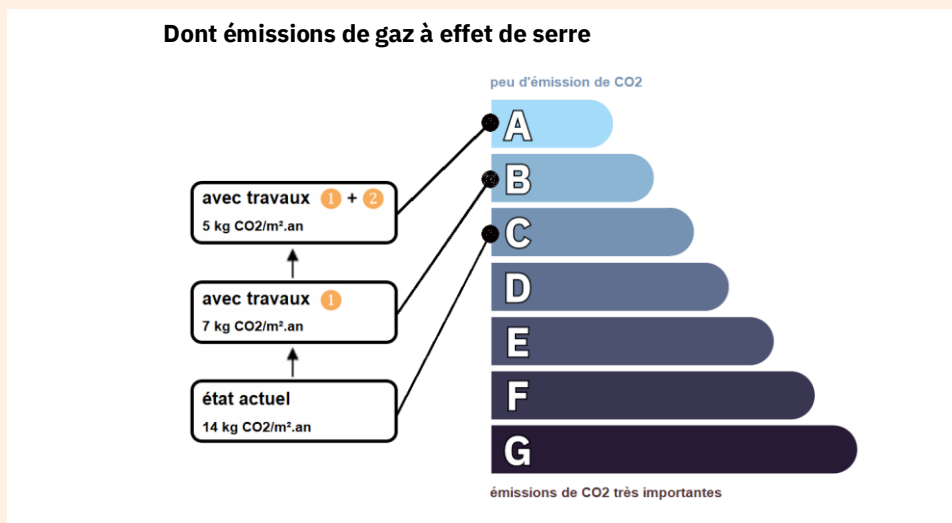 Dont émissions de gaz à effet de serre
peu d'émission de CO2
A
B
C
D
E
F
G
émissions de CO2 très importantes
avec travaux 1 + 2
5 kg CO2/m².an
avec travaux 1
7 kg CO2/m².an
état actuel
14 kg CO2/m².an